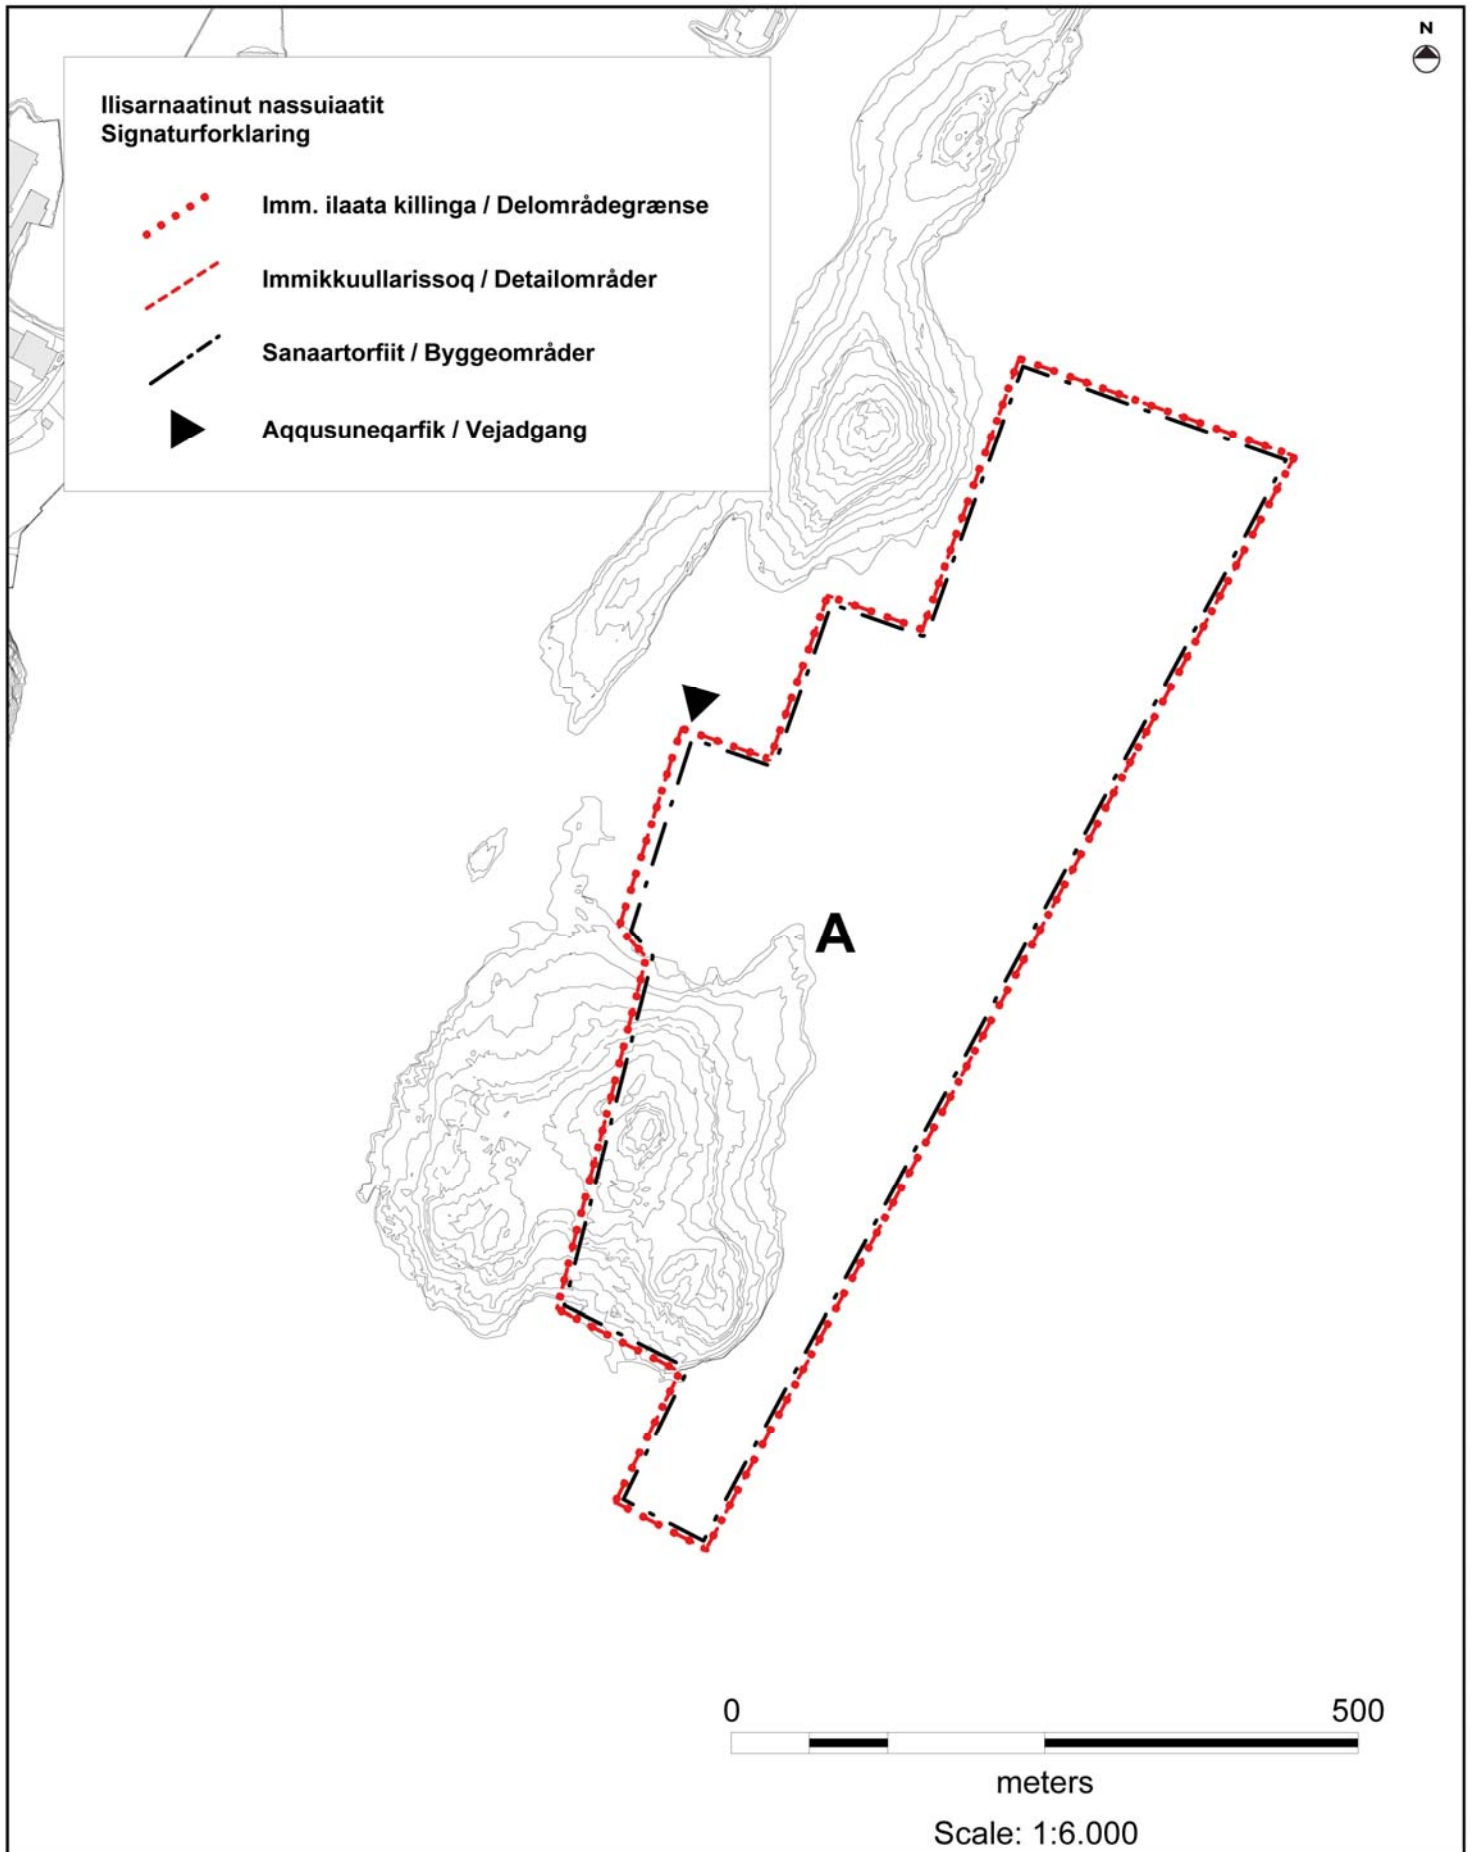 N
Ilisarnaatinut nassuiaatit
Signaturforklaring
Imm. ilaata killinga / Delområdegrænse
Immikkuullarissoq / Detailområder
Sanaartorfiit / Byggeområder
Aqqusuneqarfik / Vejadgang
A
0 500
meters
Scale: 1:6.000